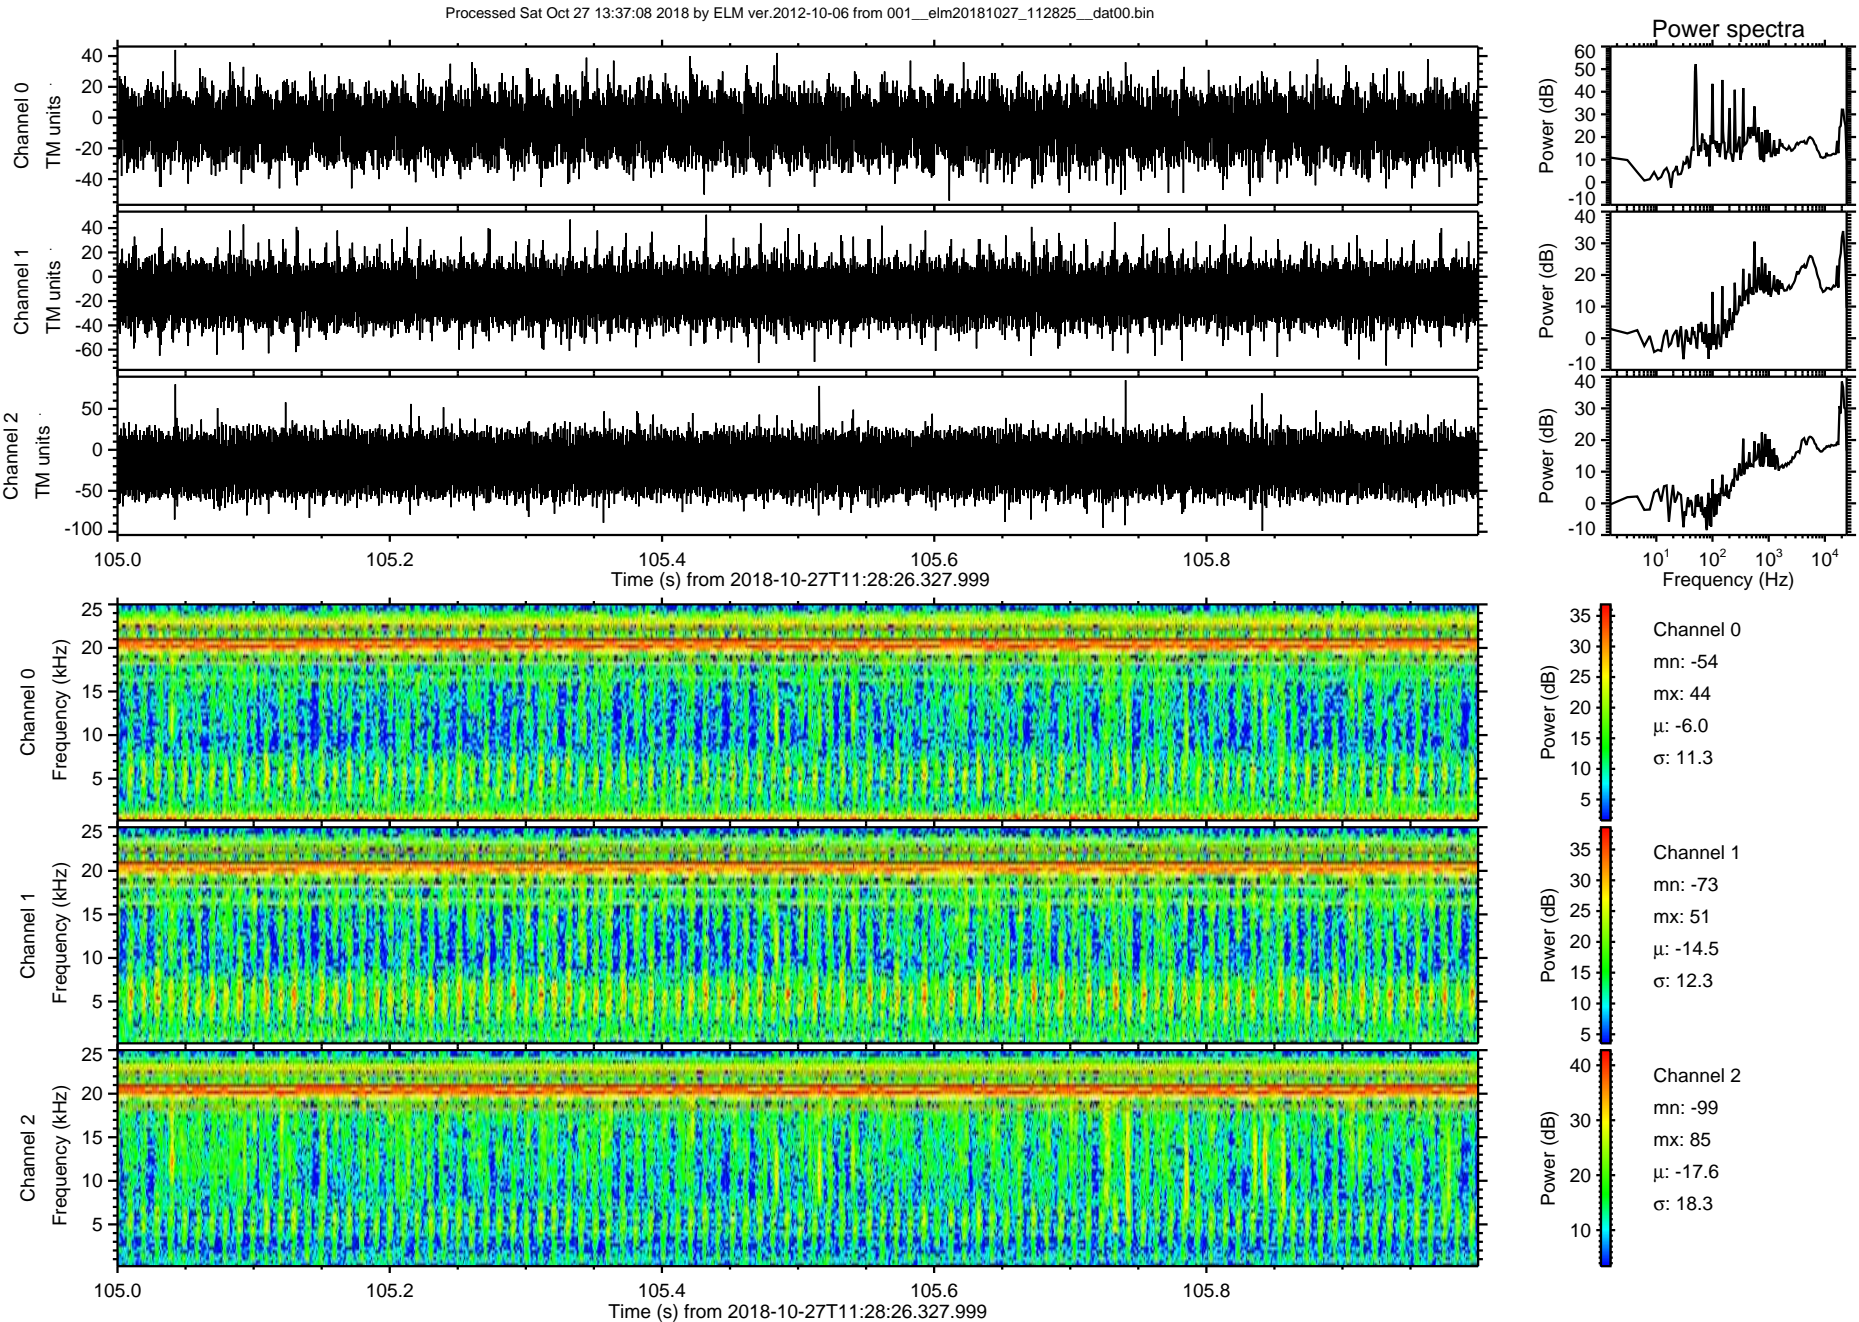 Processed Sat Oct 27 13:37:08 2018 by ELM ver.2012-10-06 from 001__elm20181027_112825__dat00.bin
Power spectra
Channel 0
TM units
40
20
0
-20
-40
Power (dB)
60
50
40
30
20
10
0
-10
Channel 1
TM units
40
20
0
-20
-40
-60
Power (dB)
40
30
20
10
0
-10
Channel 2
TM units
50
0
-50
-100
Power (dB)
40
30
20
10
0
-10
105.0 105.2 105.4 105.6 105.8
Time (s) from 2018-10-27T11:28:26.327.999
10^1 10^2 10^3 10^4
Frequency (Hz)
Channel 0
Frequency (kHz)
25
20
15
10
5
Power (dB)
35
30
25
20
15
10
5
Channel 0
mn: -54
mx: 44
µ: -6.0
σ: 11.3
Channel 1
Frequency (kHz)
25
20
15
10
5
Power (dB)
35
30
25
20
15
10
5
Channel 1
mn: -73
mx: 51
µ: -14.5
σ: 12.3
Channel 2
Frequency (kHz)
25
20
15
10
5
Power (dB)
40
30
20
10
Channel 2
mn: -99
mx: 85
µ: -17.6
σ: 18.3
105.0 105.2 105.4 105.6 105.8
Time (s) from 2018-10-27T11:28:26.327.999